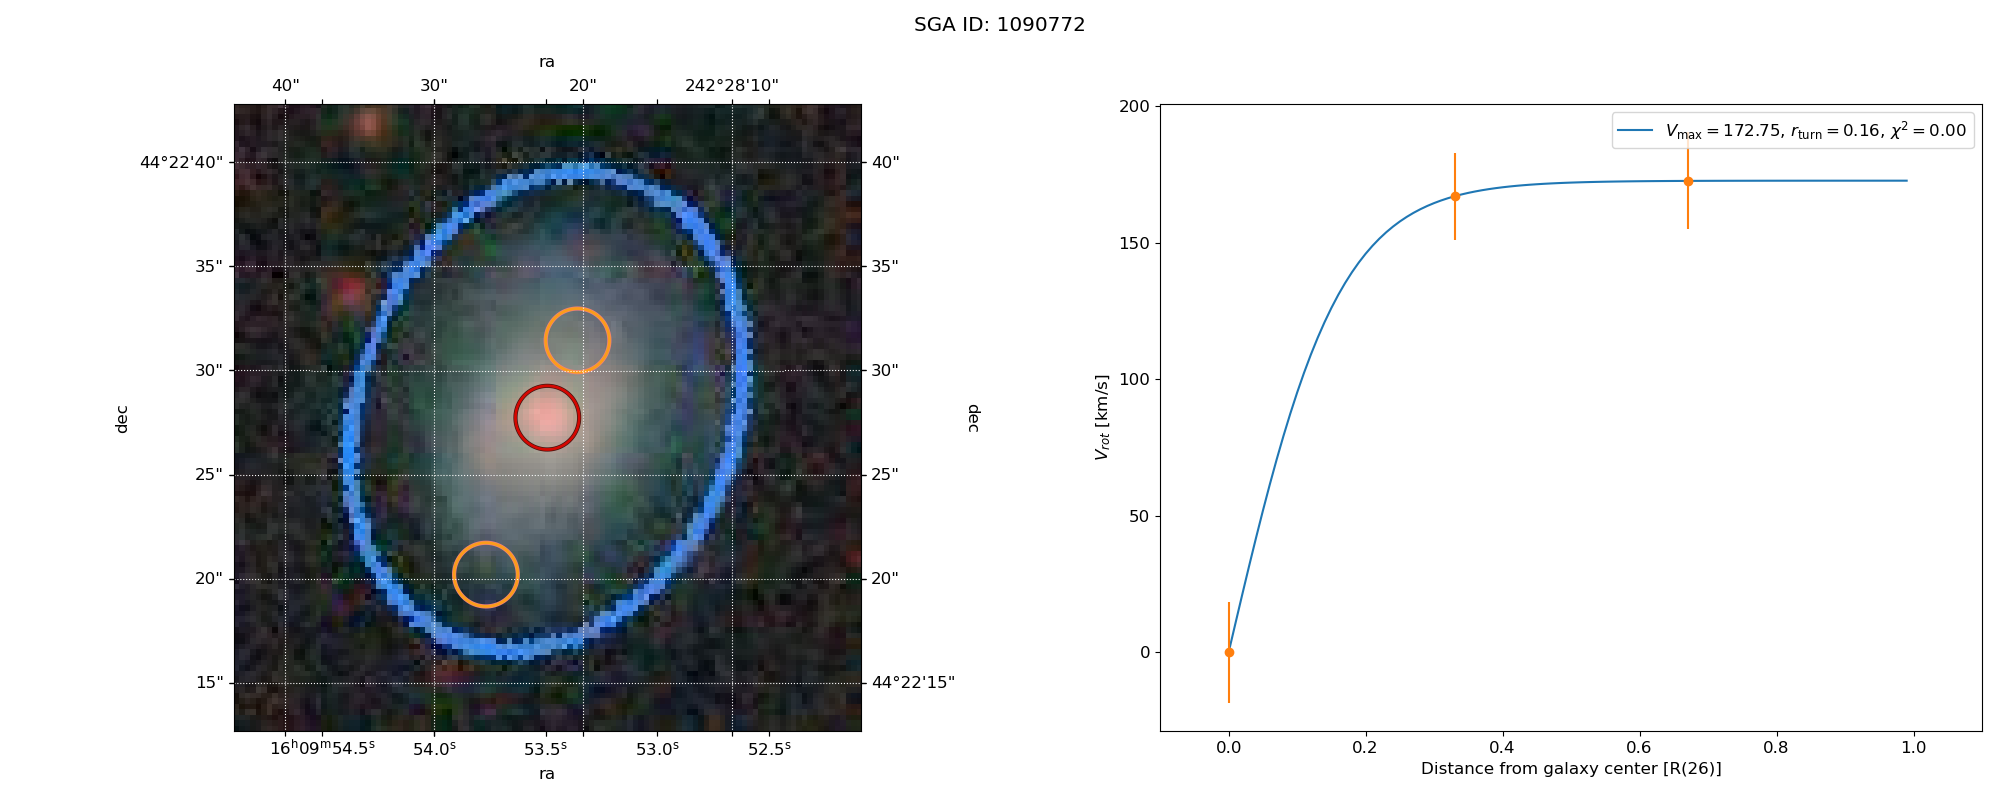 SGA ID: 1090772
ra
40" 30" 20" 242°28'10"
44°22'40" 40"
35" 35"
30" 30"
dec dec
25" 25"
20" 20"
15" 44°22'15"
16ʰ09ᵐ54.5ˢ 54.0ˢ 53.5ˢ 53.0ˢ 52.5ˢ
ra
V_max = 172.75, r_turn = 0.16, χ² = 0.00
200
150
100
50
0
V_rot [km/s]
0.0 0.2 0.4 0.6 0.8 1.0
Distance from galaxy center [R(26)]